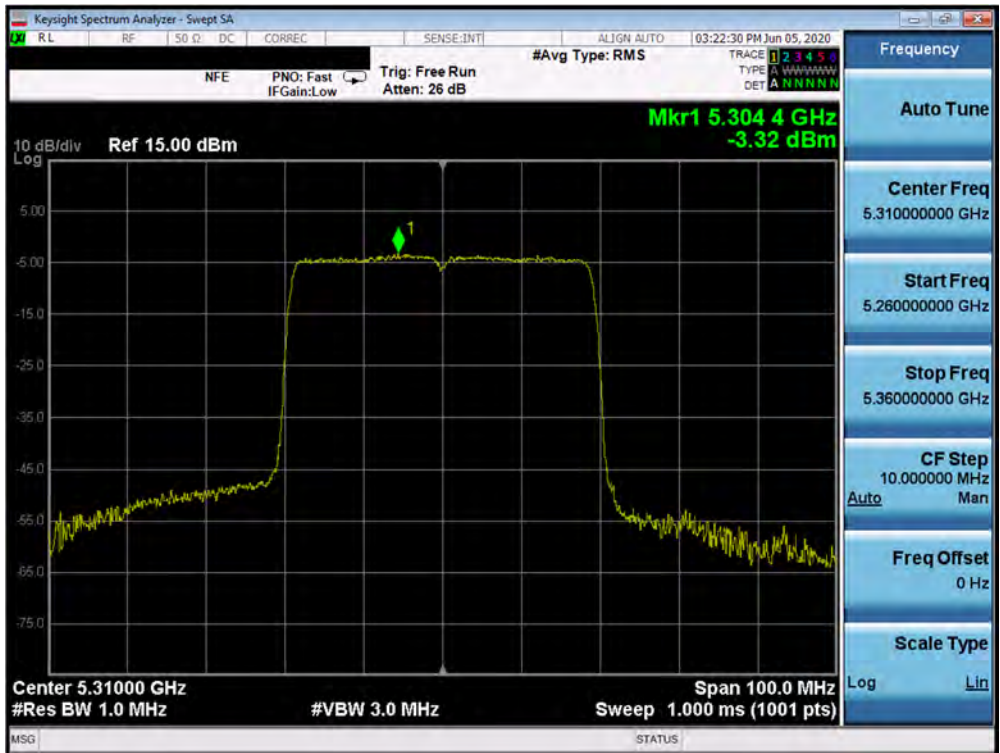 Keysight Spectrum Analyzer - Swept SA
LXI RL RF 50 Ω DC CORREC SENSE:INT ALIGN AUTO 03:22:30 PM Jun 05, 2020
NFE PNO: Fast Trig: Free Run #Avg Type: RMS TRACE 1 2 3 4 5 6
IFGain:Low Atten: 26 dB TYPE A WWWWW
DET A N N N N N
Mkr1 5.304 4 GHz
-3.32 dBm
10 dB/div Ref 15.00 dBm
Log
1
5.00
-5.00
-15.0
-25.0
-35.0
-45.0
-55.0
-65.0
-75.0
Center 5.31000 GHz Span 100.0 MHz
#Res BW 1.0 MHz #VBW 3.0 MHz Sweep 1.000 ms (1001 pts)
MSG STATUS
Frequency
Auto Tune
Center Freq
5.310000000 GHz
Start Freq
5.260000000 GHz
Stop Freq
5.360000000 GHz
CF Step
10.000000 MHz
Auto Man
Freq Offset
0 Hz
Scale Type
Log Lin